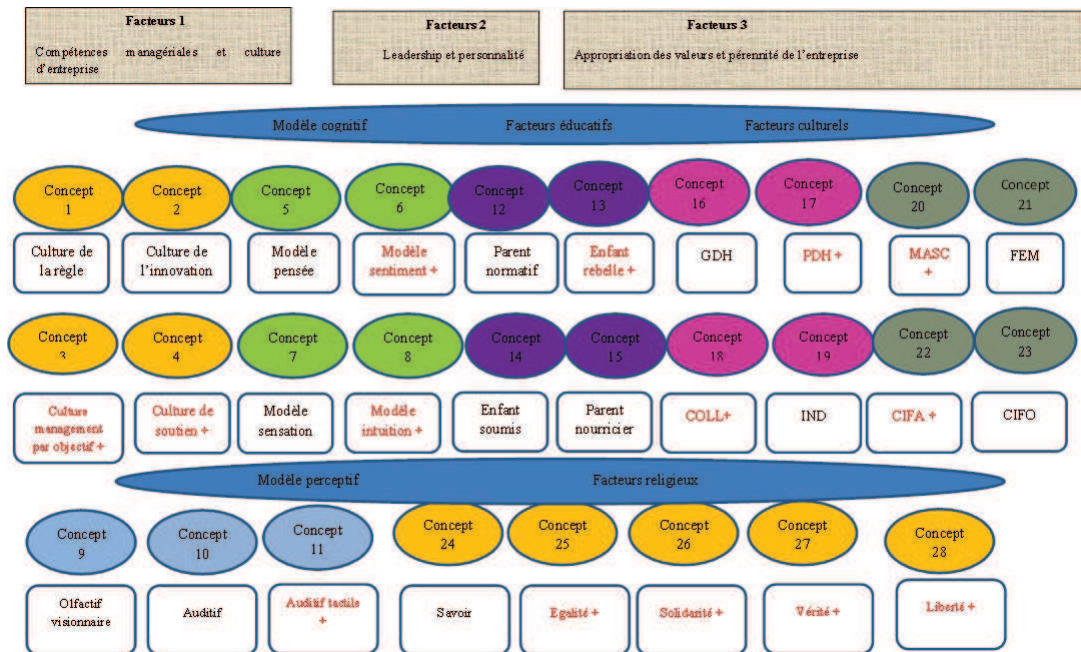 Facteurs 1
Compétences managériales et culture
d'entreprise
Facteurs 2
Leadership et personnalité
Facteurs 3
Appropriation des valeurs et pérennité de l'entreprise
Modèle cognitif Facteurs éducatifs Facteurs culturels
Concept
1
Concept
2
Concept
5
Concept
6
Concept
12
Concept
13
Concept
16
Concept
17
Concept
20
Concept
21
Culture de
la règle
Culture de
l'innovation
Modèle
pensée
Modèle
sentiment +
Parent
normatif
Enfant
rebelle +
GDH
PDH +
MASC
+
FEM
Concept
3
Concept
4
Concept
7
Concept
8
Concept
14
Concept
15
Concept
18
Concept
19
Concept
22
Concept
23
Culture
management
par objectif +
Culture de
soutien +
Modèle
sensation
Modèle
intuition +
Enfant
soumis
Parent
nourricier
COLL+
IND
CIFA +
CIFO
Modèle perceptif Facteurs religieux
Concept
9
Concept
10
Concept
11
Concept
24
Concept
25
Concept
26
Concept
27
Concept
28
Olfactif
visionnaire
Auditif
Auditif tactile
+
Savoir
Egalité +
Solidarité +
Vérité +
Liberté +